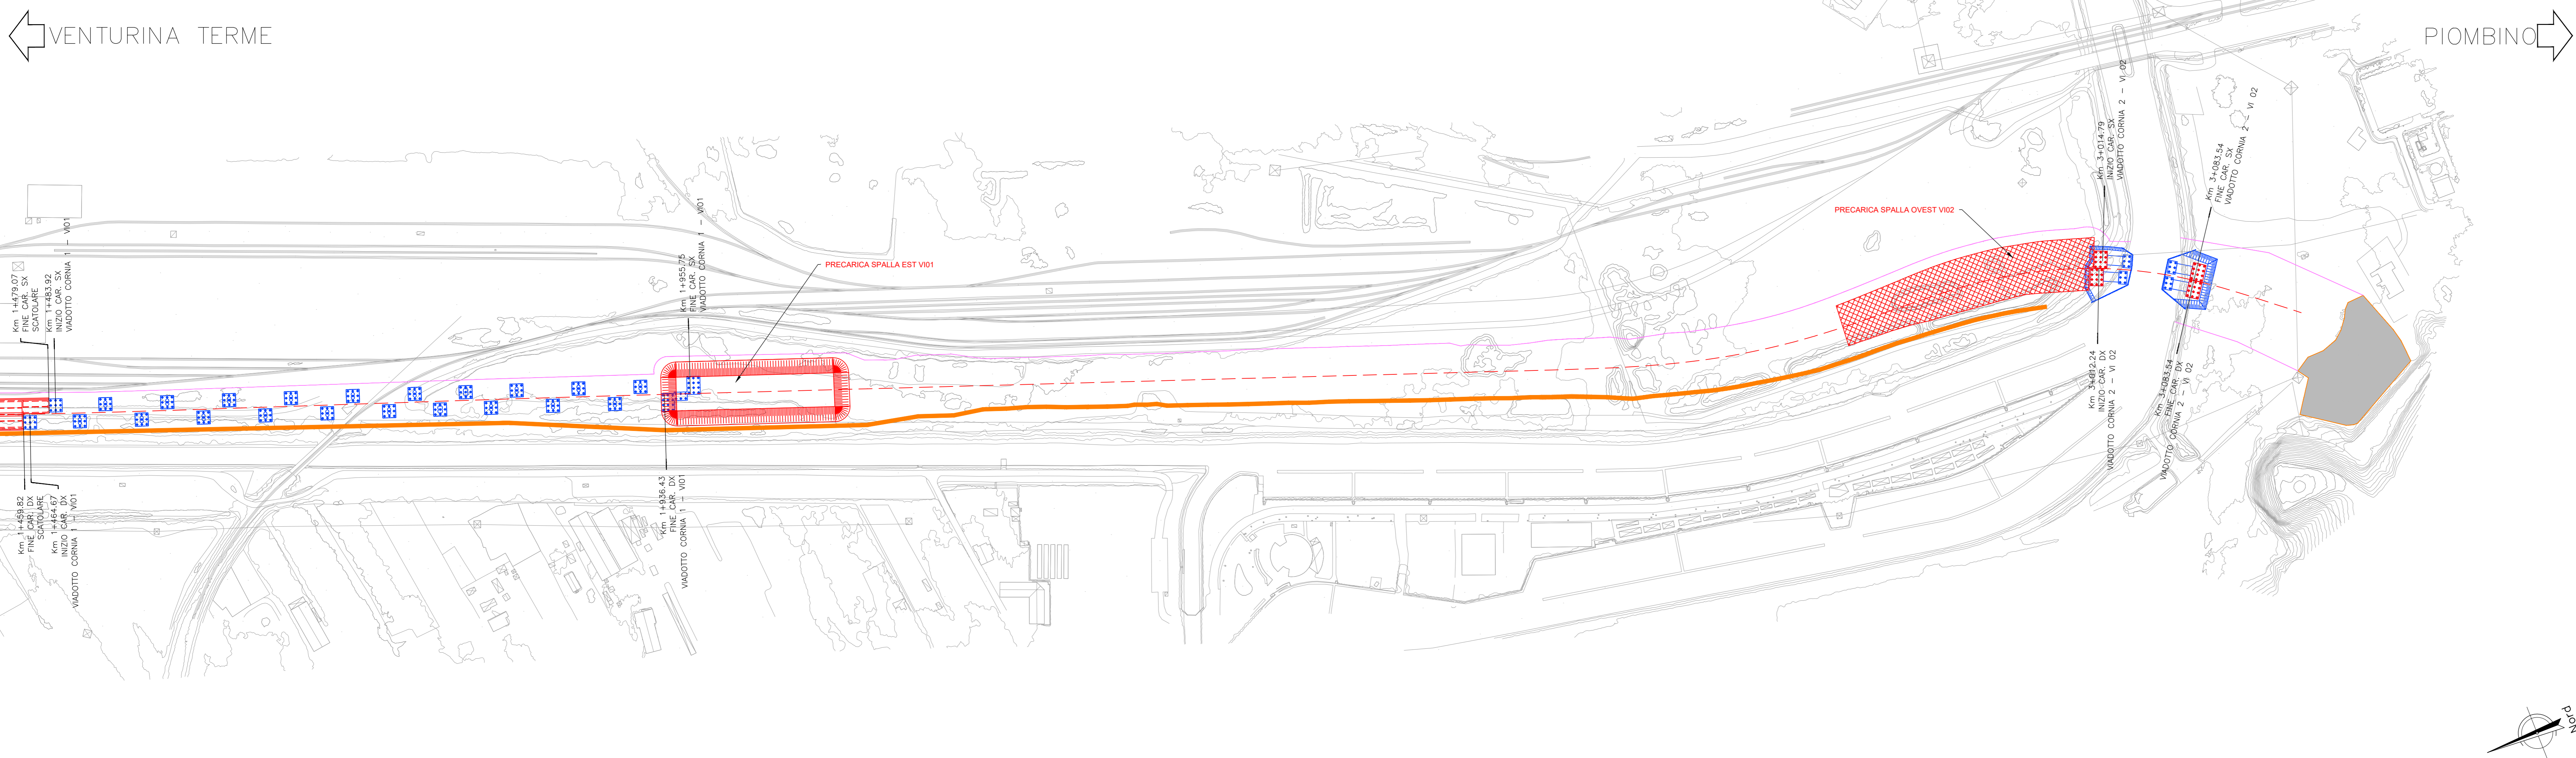 VENTURINA TERME
PIOMBINO
Km 1+479.07
FINE CAR. SX
SCATOLARE
Km 1+483.92
INIZIO CAR. SX
VIADOTTO CORNIA 1 - VI01
Km 1+955.75
FINE CAR. SX
VIADOTTO CORNIA 1 - VI01
PRECARICA SPALLA EST VI01
PRECARICA SPALLA OVEST VI02
Km 3+014.79
INIZIO CAR. SX
VIADOTTO CORNIA 2 - VI 02
Km 3+083.54
FINE CAR. SX
VIADOTTO CORNIA 2 - VI 02
Km 1+459.82
FINE CAR. DX
SCATOLARE
Km 1+464.67
INIZIO CAR. DX
VIADOTTO CORNIA 1 - VI01
Km 1+936.43
FINE CAR. DX
VIADOTTO CORNIA 1 - VI01
Km 3+012.24
INIZIO CAR. DX
VIADOTTO CORNIA 2 VI 02
Km 3+083.54
FINE CAR. DX
VIADOTTO CORNIA 2 - VI 02
Nord